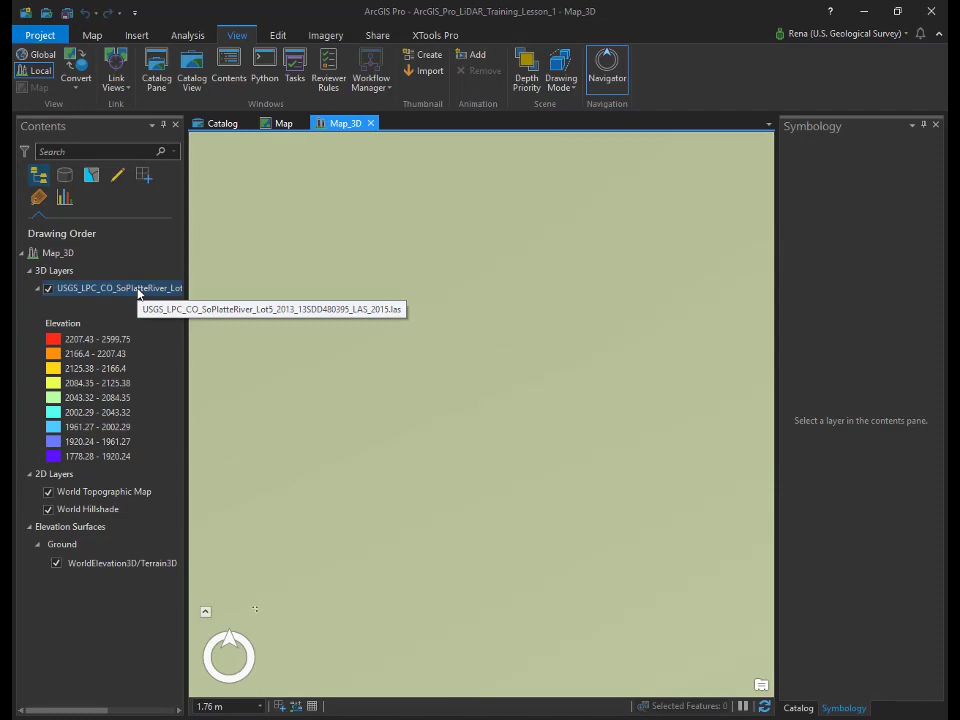 ArcGIS Pro - ArcGIS_Pro_LiDAR_Training_Lesson_1 - Map_3D
?
Project Map Insert Analysis View Edit Imagery Share XTools Pro
Rena (U.S. Geological Survey)
Global
Local
Map
Convert
Link Views
Catalog Pane
Catalog View
Contents
Python
Tasks
Reviewer Rules
Workflow Manager
Create
Import
Add
Remove
Depth Priority
Drawing Mode
Navigator
View Link Windows Thumbnail Animation Scene Navigation
Contents
Catalog Map Map_3D
Symbology
Search
Drawing Order
Map_3D
3D Layers
USGS_LPC_CO_SoPlatteRiver_Lot
USGS_LPC_CO_SoPlatteRiver_Lot5_2013_13SDD480395_LAS_2015.las
Elevation
2207.43 - 2599.75
2166.4 - 2207.43
2125.38 - 2166.4
2084.35 - 2125.38
2043.32 - 2084.35
2002.29 - 2043.32
1961.27 - 2002.29
1920.24 - 1961.27
1778.28 - 1920.24
2D Layers
World Topographic Map
World Hillshade
Elevation Surfaces
Ground
WorldElevation3D/Terrain3D
Select a layer in the contents pane.
1.76 m
Selected Features: 0
Catalog Symbology